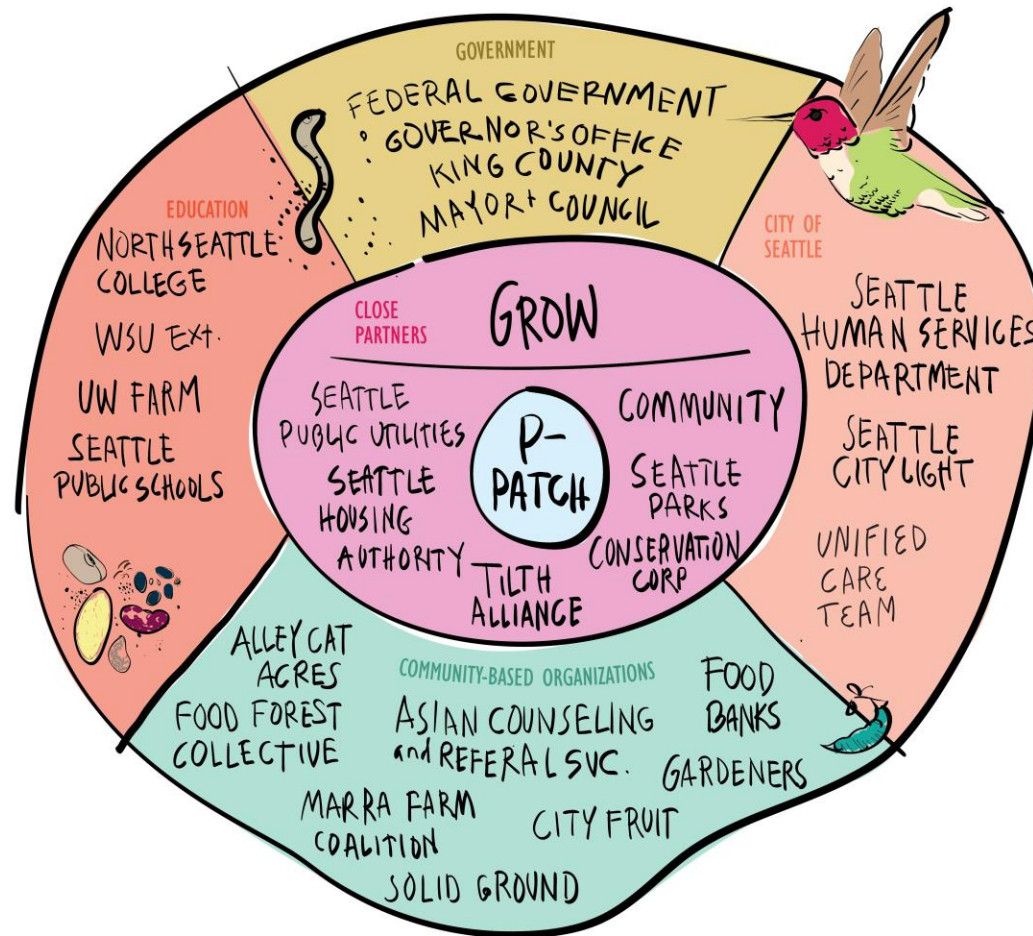 GOVERNMENT
FEDERAL GOVERNMENT
GOVERNOR'S OFFICE
KING COUNTY
MAYOR + COUNCIL
EDUCATION
NORTH SEATTLE
COLLEGE
WSU EXT.
UW FARM
SEATTLE
PUBLIC SCHOOLS
CITY OF
SEATTLE
SEATTLE
HUMAN SERVICES
DEPARTMENT
SEATTLE
CITY LIGHT
UNIFIED
CARE
TEAM
CLOSE
PARTNERS
GROW
SEATTLE
PUBLIC UTILITIES
SEATTLE
HOUSING
AUTHORITY
P-
PATCH
COMMUNITY
SEATTLE
PARKS
CONSERVATION
CORP
TILTH
ALLIANCE
COMMUNITY-BASED ORGANIZATIONS
ALLEY CAT
ACRES
FOOD FOREST
COLLECTIVE
ASIAN COUNSELING
and REFERAL SVC.
FOOD
BANKS
GARDENERS
MARRA FARM
COALITION
CITY FRUIT
SOLID GROUND